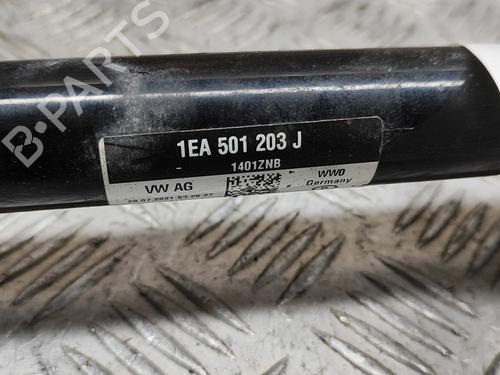 B-PARTS
1EA 501 203 J
1401ZNB
VW AG
WWO
Germany